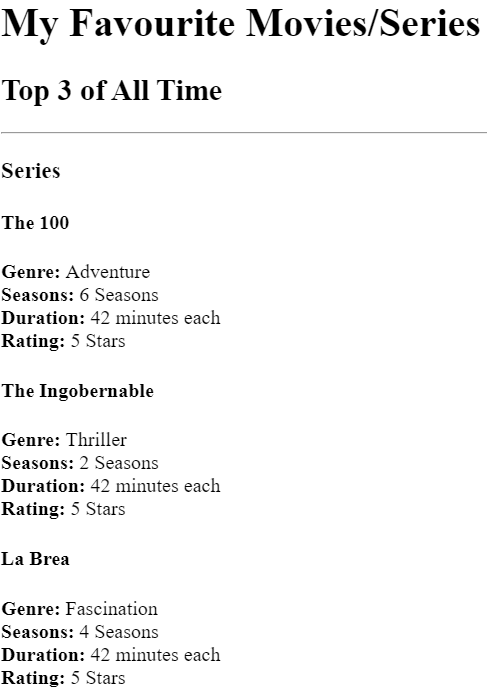 My Favourite Movies/Series
Top 3 of All Time
Series
The 100
Genre: Adventure
Seasons: 6 Seasons
Duration: 42 minutes each
Rating: 5 Stars
The Ingobernable
Genre: Thriller
Seasons: 2 Seasons
Duration: 42 minutes each
Rating: 5 Stars
La Brea
Genre: Fascination
Seasons: 4 Seasons
Duration: 42 minutes each
Rating: 5 Stars